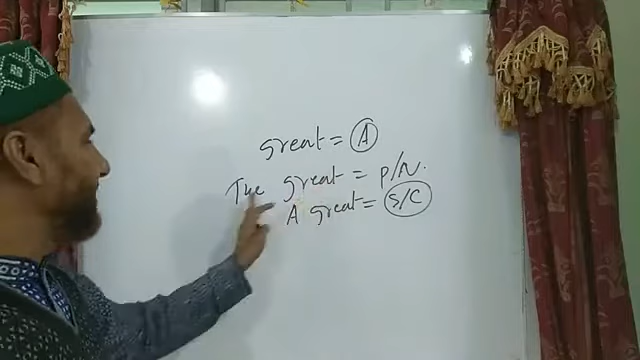 great = A
The great = P/N.
A great = S/C